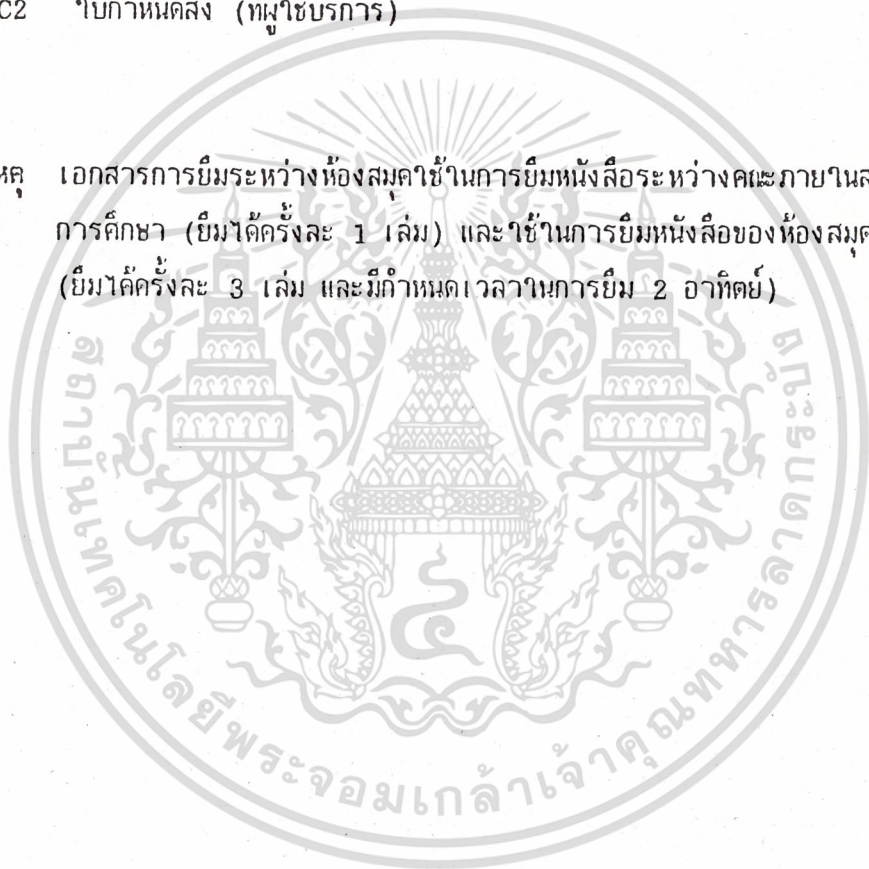 C2 ใบกำหนดส่ง (ที่ผู้ใช้บริการ)
เหตุ เอกสารการยืมระหว่างห้องสมุดใช้ในการยืมหนังสือระหว่างคณะภายในส
การศึกษา (ยืมได้ครั้งละ 1 เล่ม) และใช้ในการยืมหนังสือของห้องสมุด
(ยืมได้ครั้งละ 3 เล่ม และมีกำหนดเวลาในการยืม 2 อาทิตย์)
สถาบันเทคโนโลยีพระจอมเกล้าเจ้าคุณทหารลาดกระบัง
๔